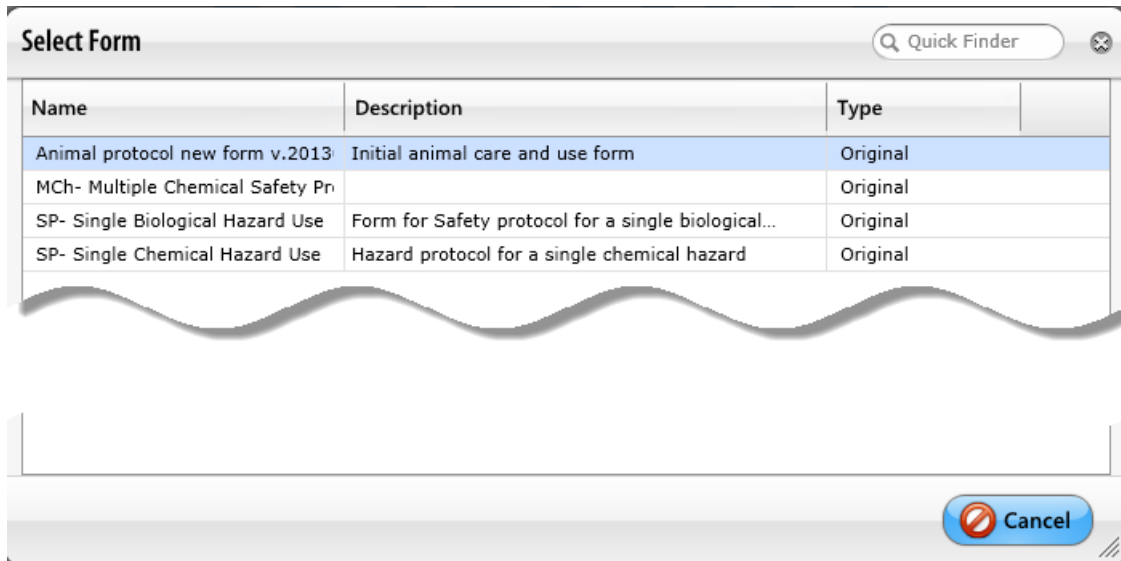 Select Form
Quick Finder
Name Description Type
Animal protocol new form v.2013 Initial animal care and use form Original
MCh- Multiple Chemical Safety Pr Original
SP- Single Biological Hazard Use Form for Safety protocol for a single biological... Original
SP- Single Chemical Hazard Use Hazard protocol for a single chemical hazard Original
Cancel